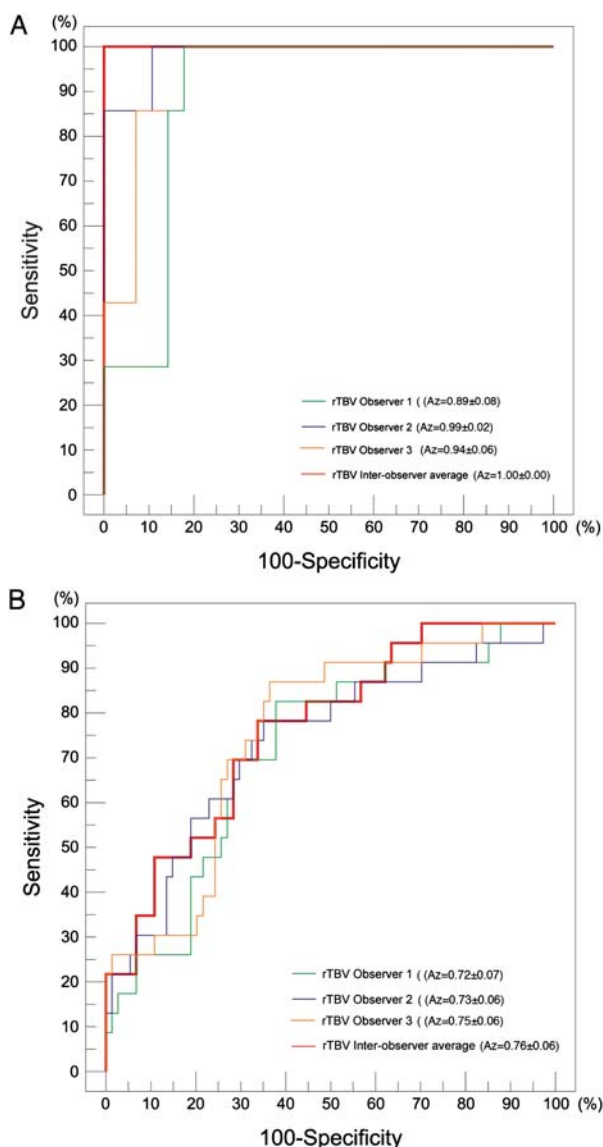 A
(%)
100
90
80
70
60
50
40
30
20
10
0
Sensitivity
rTBV Observer 1 ( (Az=0.89±0.08)
rTBV Observer 2 (Az=0.99±0.02)
rTBV Observer 3 (Az=0.94±0.06)
rTBV Inter-observer average (Az=1.00±0.00)
0 10 20 30 40 50 60 70 80 90 100 (%)
100-Specificity
B
(%)
100
90
80
70
60
50
40
30
20
10
0
Sensitivity
rTBV Observer 1 ( (Az=0.72±0.07)
rTBV Observer 2 ( (Az=0.73±0.06)
rTBV Observer 3 ( (Az=0.75±0.06)
rTBV Inter-observer average (Az=0.76±0.06)
0 10 20 30 40 50 60 70 80 90 100 (%)
100-Specificity